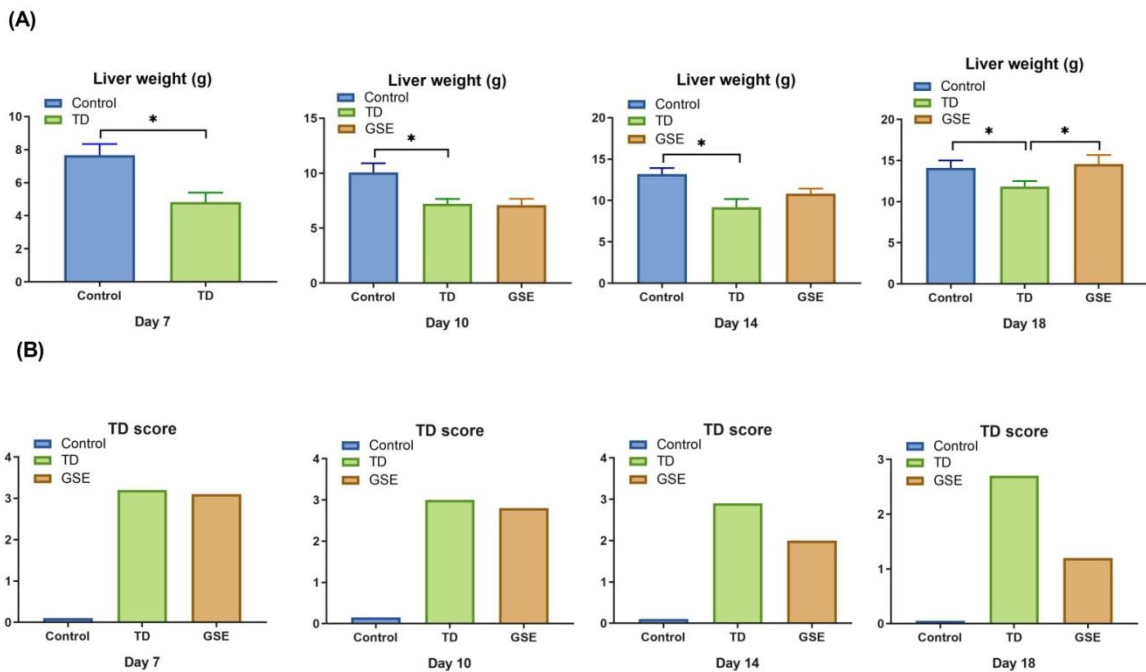 (A)
Liver weight (g)
Control
TD
*
10
8
6
4
2
0
Control TD
Day 7
Liver weight (g)
Control
TD
GSE
*
15
10
5
0
Control TD GSE
Day 10
Liver weight (g)
Control
TD
GSE
*
20
15
10
5
0
Control TD GSE
Day 14
Liver weight (g)
Control
TD
GSE
* *
20
15
10
5
0
Control TD GSE
Day 18
(B)
TD score
Control
TD
GSE
4
3
2
1
0
Control TD GSE
Day 7
TD score
Control
TD
GSE
4
3
2
1
0
Control TD GSE
Day 10
TD score
Control
TD
GSE
4
3
2
1
0
Control TD GSE
Day 14
TD score
Control
TD
GSE
3
2
1
0
Control TD GSE
Day 18